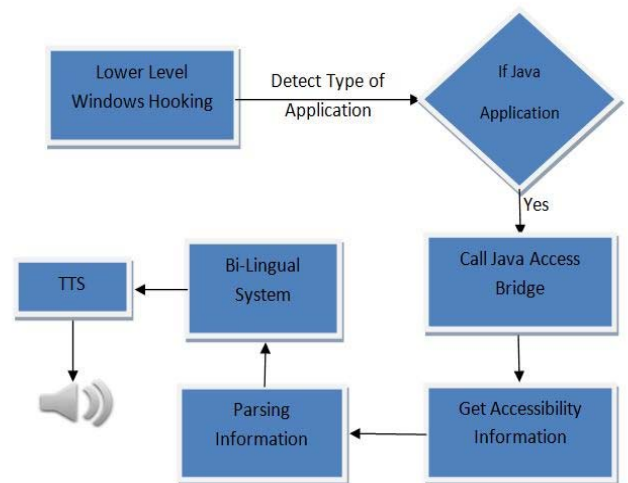 Lower Level
Windows Hooking
Detect Type of
Application
If Java
Application
Yes
Call Java Access
Bridge
Get Accessibility
Information
Parsing
Information
Bi-Lingual
System
TTS